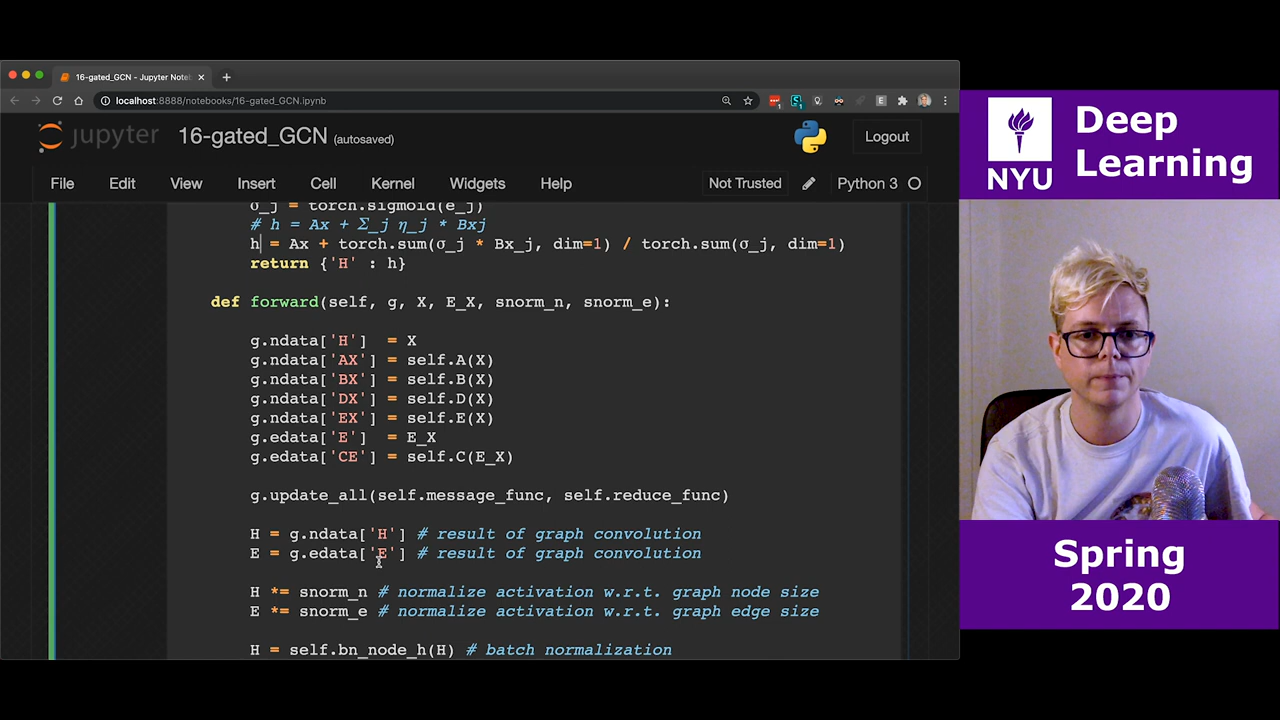 16-gated_GCN - Jupyter Note
localhost:8888/notebooks/16-gated_GCN.ipynb
jupyter 16-gated_GCN (autosaved)
Logout
File Edit View Insert Cell Kernel Widgets Help
Not Trusted
Python 3
σ_j = torch.sigmoid(e_j)
# h = Ax + Σ_j η_j * Bxj
h = Ax + torch.sum(σ_j * Bx_j, dim=1) / torch.sum(σ_j, dim=1)
return {'H' : h}
def forward(self, g, X, E_X, snorm_n, snorm_e):
g.ndata['H'] = X
g.ndata['AX'] = self.A(X)
g.ndata['BX'] = self.B(X)
g.ndata['DX'] = self.D(X)
g.ndata['EX'] = self.E(X)
g.edata['E'] = E_X
g.edata['CE'] = self.C(E_X)
g.update_all(self.message_func, self.reduce_func)
H = g.ndata['H'] # result of graph convolution
E = g.edata['E'] # result of graph convolution
H *= snorm_n # normalize activation w.r.t. graph node size
E *= snorm_e # normalize activation w.r.t. graph edge size
H = self.bn_node_h(H) # batch normalization
NYU
Deep
Learning
Spring
2020